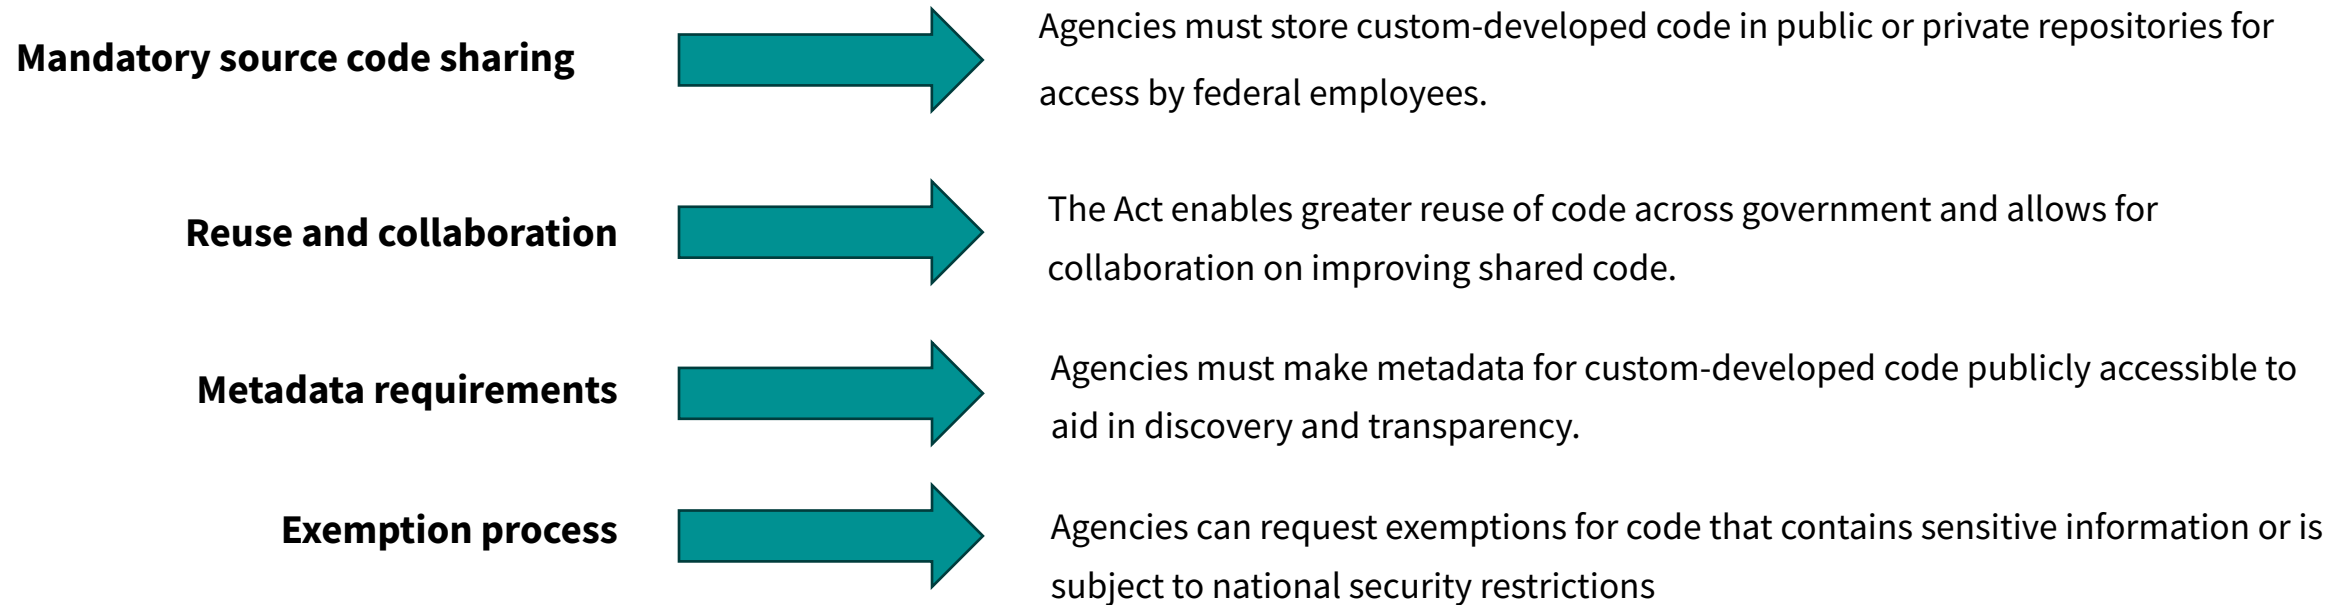 Mandatory source code sharing
Agencies must store custom-developed code in public or private repositories for
access by federal employees.
Reuse and collaboration
The Act enables greater reuse of code across government and allows for
collaboration on improving shared code.
Metadata requirements
Agencies must make metadata for custom-developed code publicly accessible to
aid in discovery and transparency.
Exemption process
Agencies can request exemptions for code that contains sensitive information or is
subject to national security restrictions